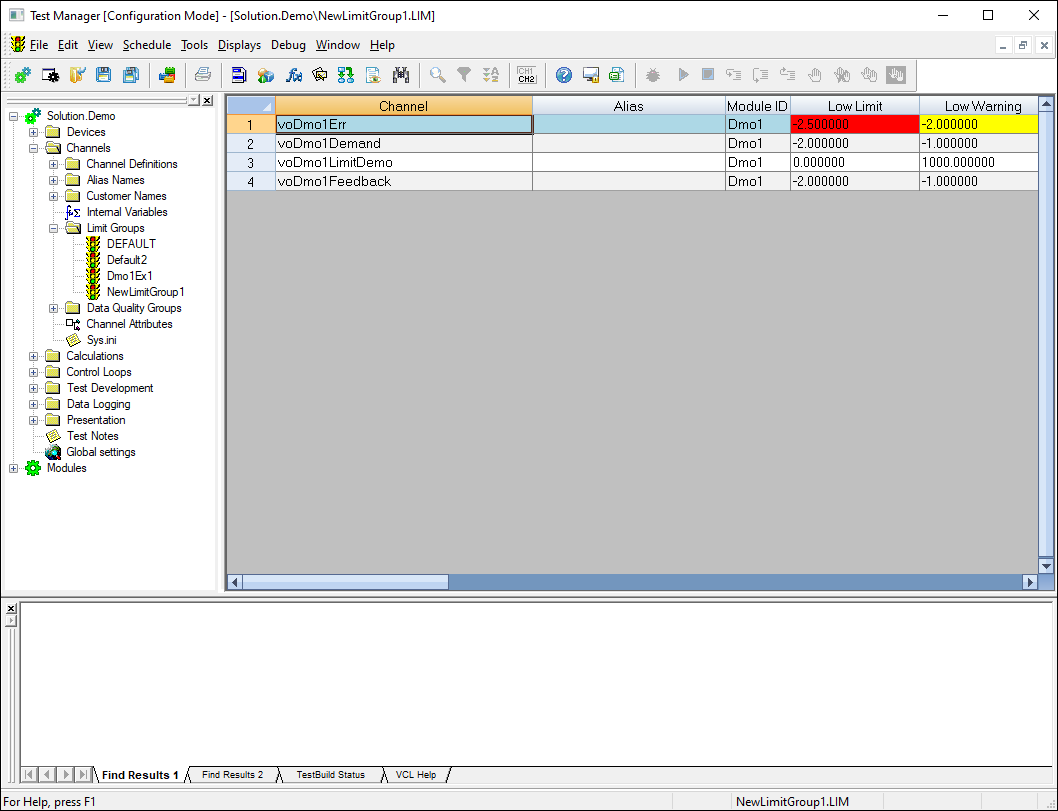 Test Manager [Configuration Mode] - [Solution.Demo\NewLimitGroup1.LIM]
File Edit View Schedule Tools Displays Debug Window Help
CH1
CH2
Solution.Demo
Devices
Channels
Channel Definitions
Alias Names
Customer Names
Internal Variables
Limit Groups
DEFAULT
Default2
Dmo1Ex1
NewLimitGroup1
Data Quality Groups
Channel Attributes
Sys.ini
Calculations
Control Loops
Test Development
Data Logging
Presentation
Test Notes
Global settings
Modules
Channel Alias Module ID Low Limit Low Warning
1 voDmo1Err Dmo1 -2.500000 -2.000000
2 voDmo1Demand Dmo1 -2.000000 -1.000000
3 voDmo1LimitDemo Dmo1 0.000000 1000.000000
4 voDmo1Feedback Dmo1 -2.000000 -1.000000
Find Results 1 Find Results 2 TestBuild Status VCL Help
For Help, press F1 NewLimitGroup1.LIM